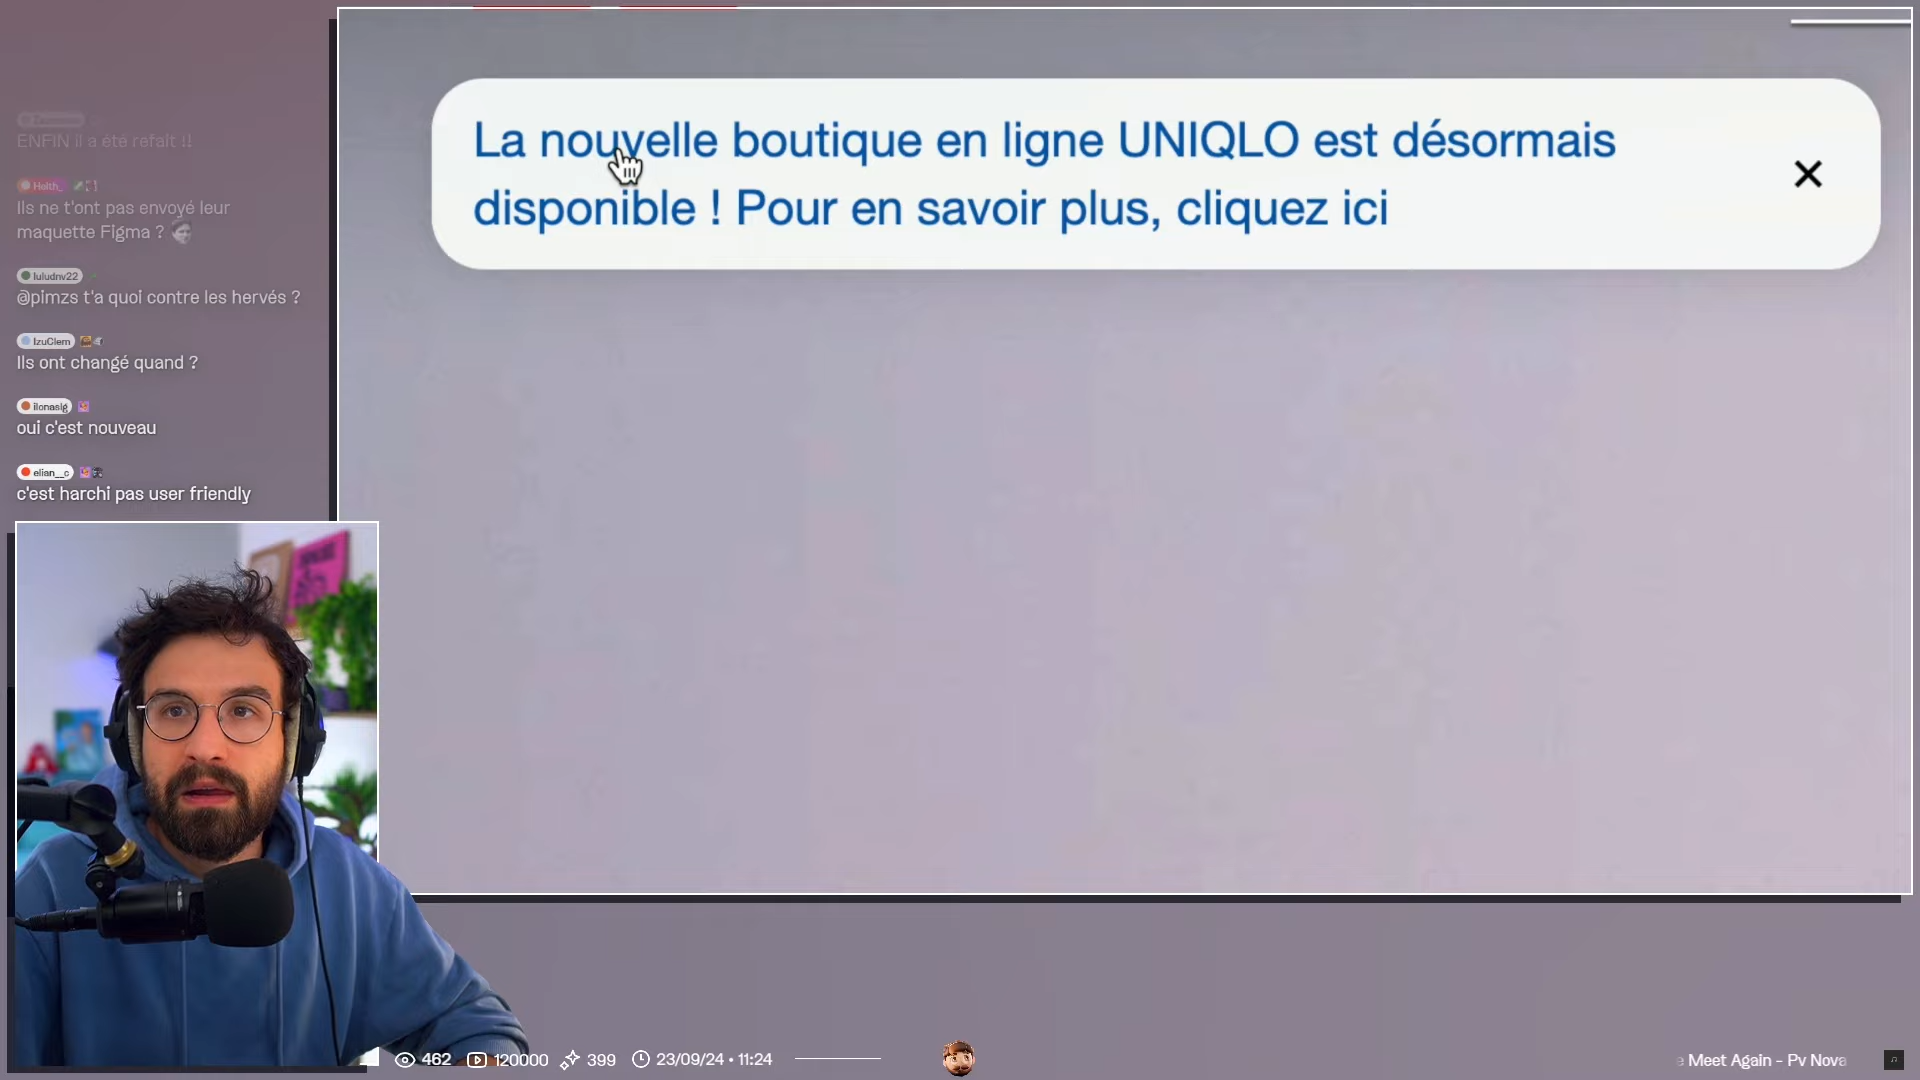 ENFIN il a été refait !!
Holth_
Ils ne t'ont pas envoyé leur
maquette Figma ?
luludnv22
@pimzs t'a quoi contre les hervés ?
IzuClem
Ils ont changé quand ?
ilonaslg
oui c'est nouveau
elian__c
c'est harchi pas user friendly
La nouvelle boutique en ligne UNIQLO est désormais
disponible ! Pour en savoir plus, cliquez ici
462 120000 399 23/09/24 • 11:24
e Meet Again - Pv Nova